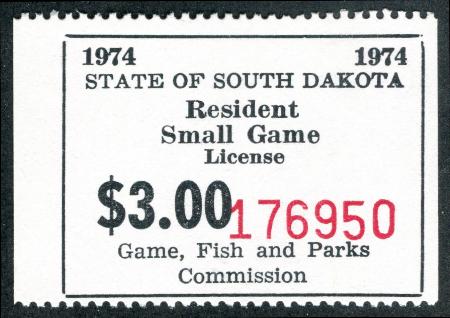 1974 1974
STATE OF SOUTH DAKOTA
Resident
Small Game
License
$3.00 176950
Game, Fish and Parks
Commission